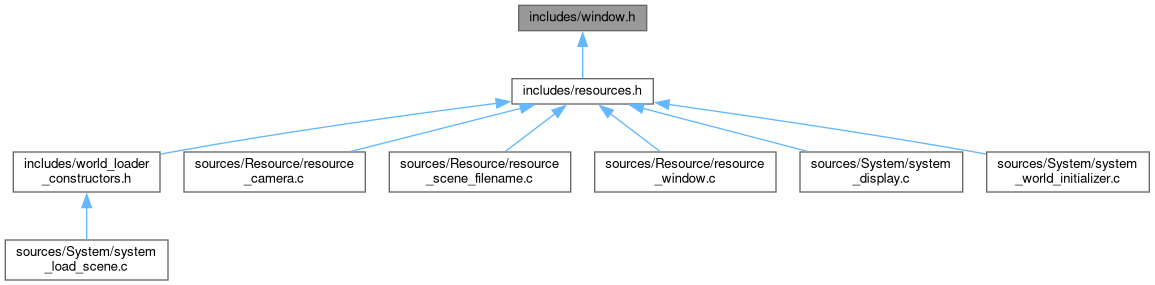 includes/window.h
includes/resources.h
includes/world_loader
_constructors.h
sources/Resource/resource
_camera.c
sources/Resource/resource
_scene_filename.c
sources/Resource/resource
_window.c
sources/System/system
_display.c
sources/System/system
_world_initializer.c
sources/System/system
_load_scene.c